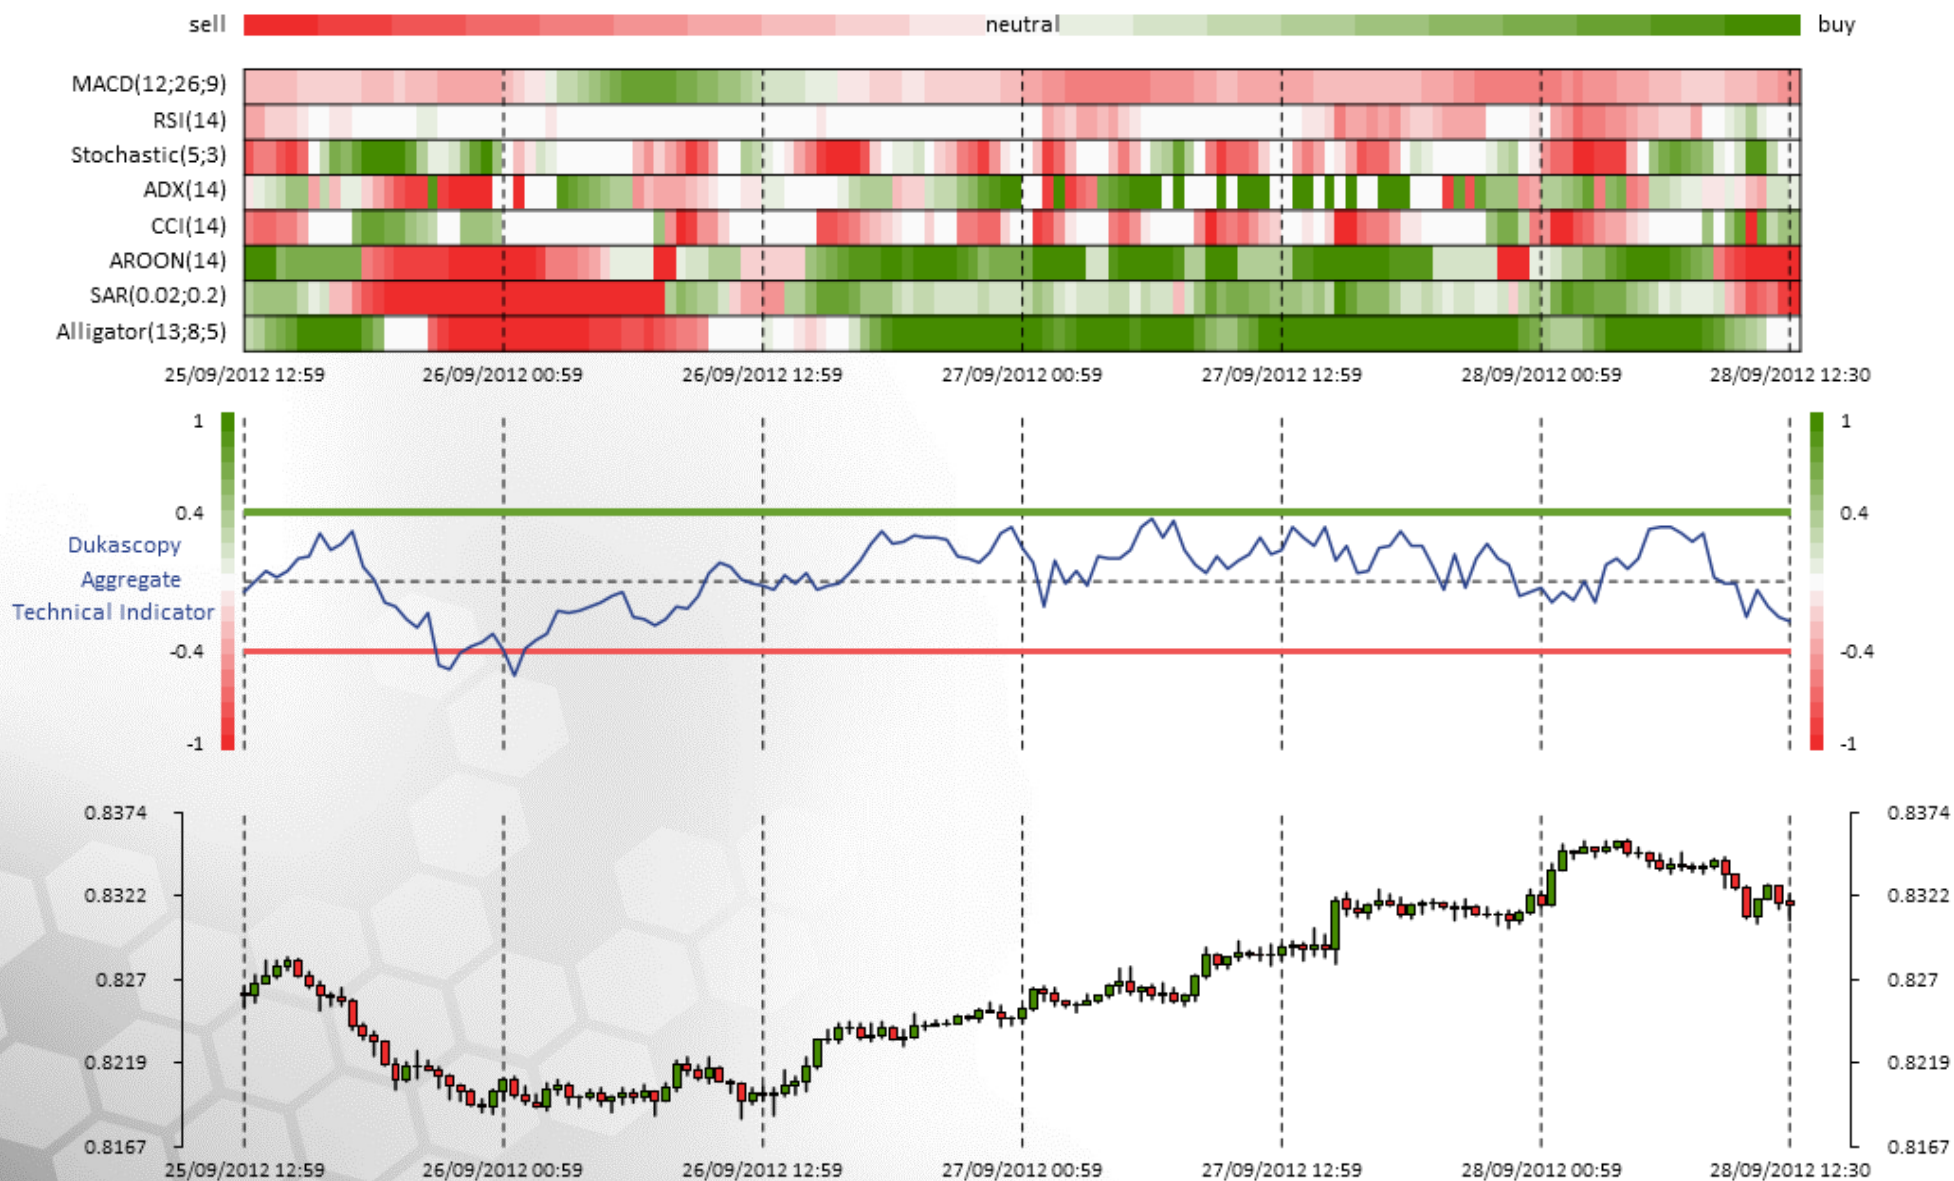 sell neutral buy
MACD(12;26;9)
RSI(14)
Stochastic(5;3)
ADX(14)
CCI(14)
AROON(14)
SAR(0.02;0.2)
Alligator(13;8;5)
25/09/2012 12:59 26/09/2012 00:59 26/09/2012 12:59 27/09/2012 00:59 27/09/2012 12:59 28/09/2012 00:59 28/09/2012 12:30
1 1
0.4 0.4
Dukascopy
Aggregate
Technical Indicator
-0.4 -0.4
-1 -1
0.8374 0.8374
0.8322 0.8322
0.827 0.827
0.8219 0.8219
0.8167 0.8167
25/09/2012 12:59 26/09/2012 00:59 26/09/2012 12:59 27/09/2012 00:59 27/09/2012 12:59 28/09/2012 00:59 28/09/2012 12:30